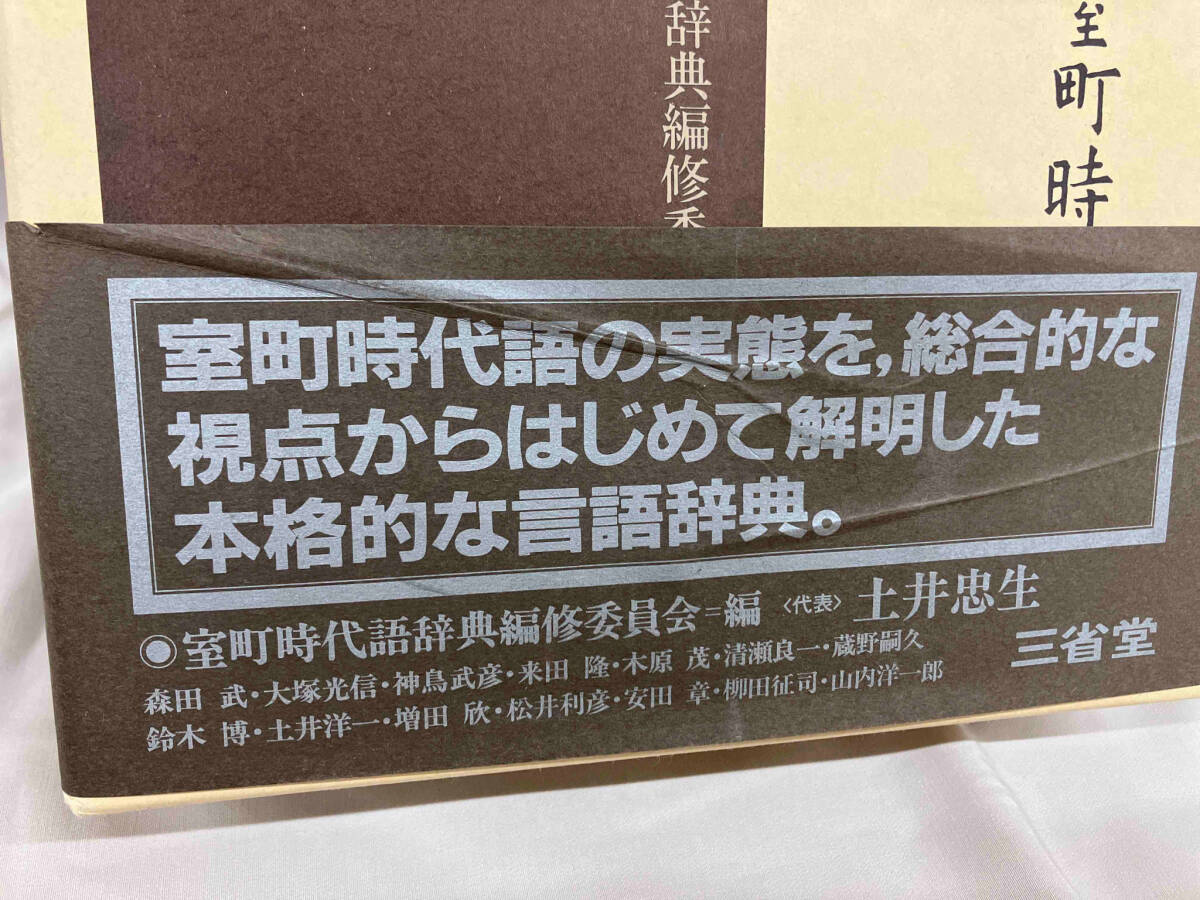 室町時
辞典編修委
室町時代語の実態を,総合的な
視点からはじめて解明した
本格的な言語辞典。
◉室町時代語辞典編修委員会=編 〈代表〉 土井忠生
森田 武・大塚光信・神鳥武彦・来田 隆・木原 茂・清瀬良一・蔵野嗣久
鈴木 博・土井洋一・増田 欣・松井利彦・安田 章・柳田征司・山内洋一郎
三省堂